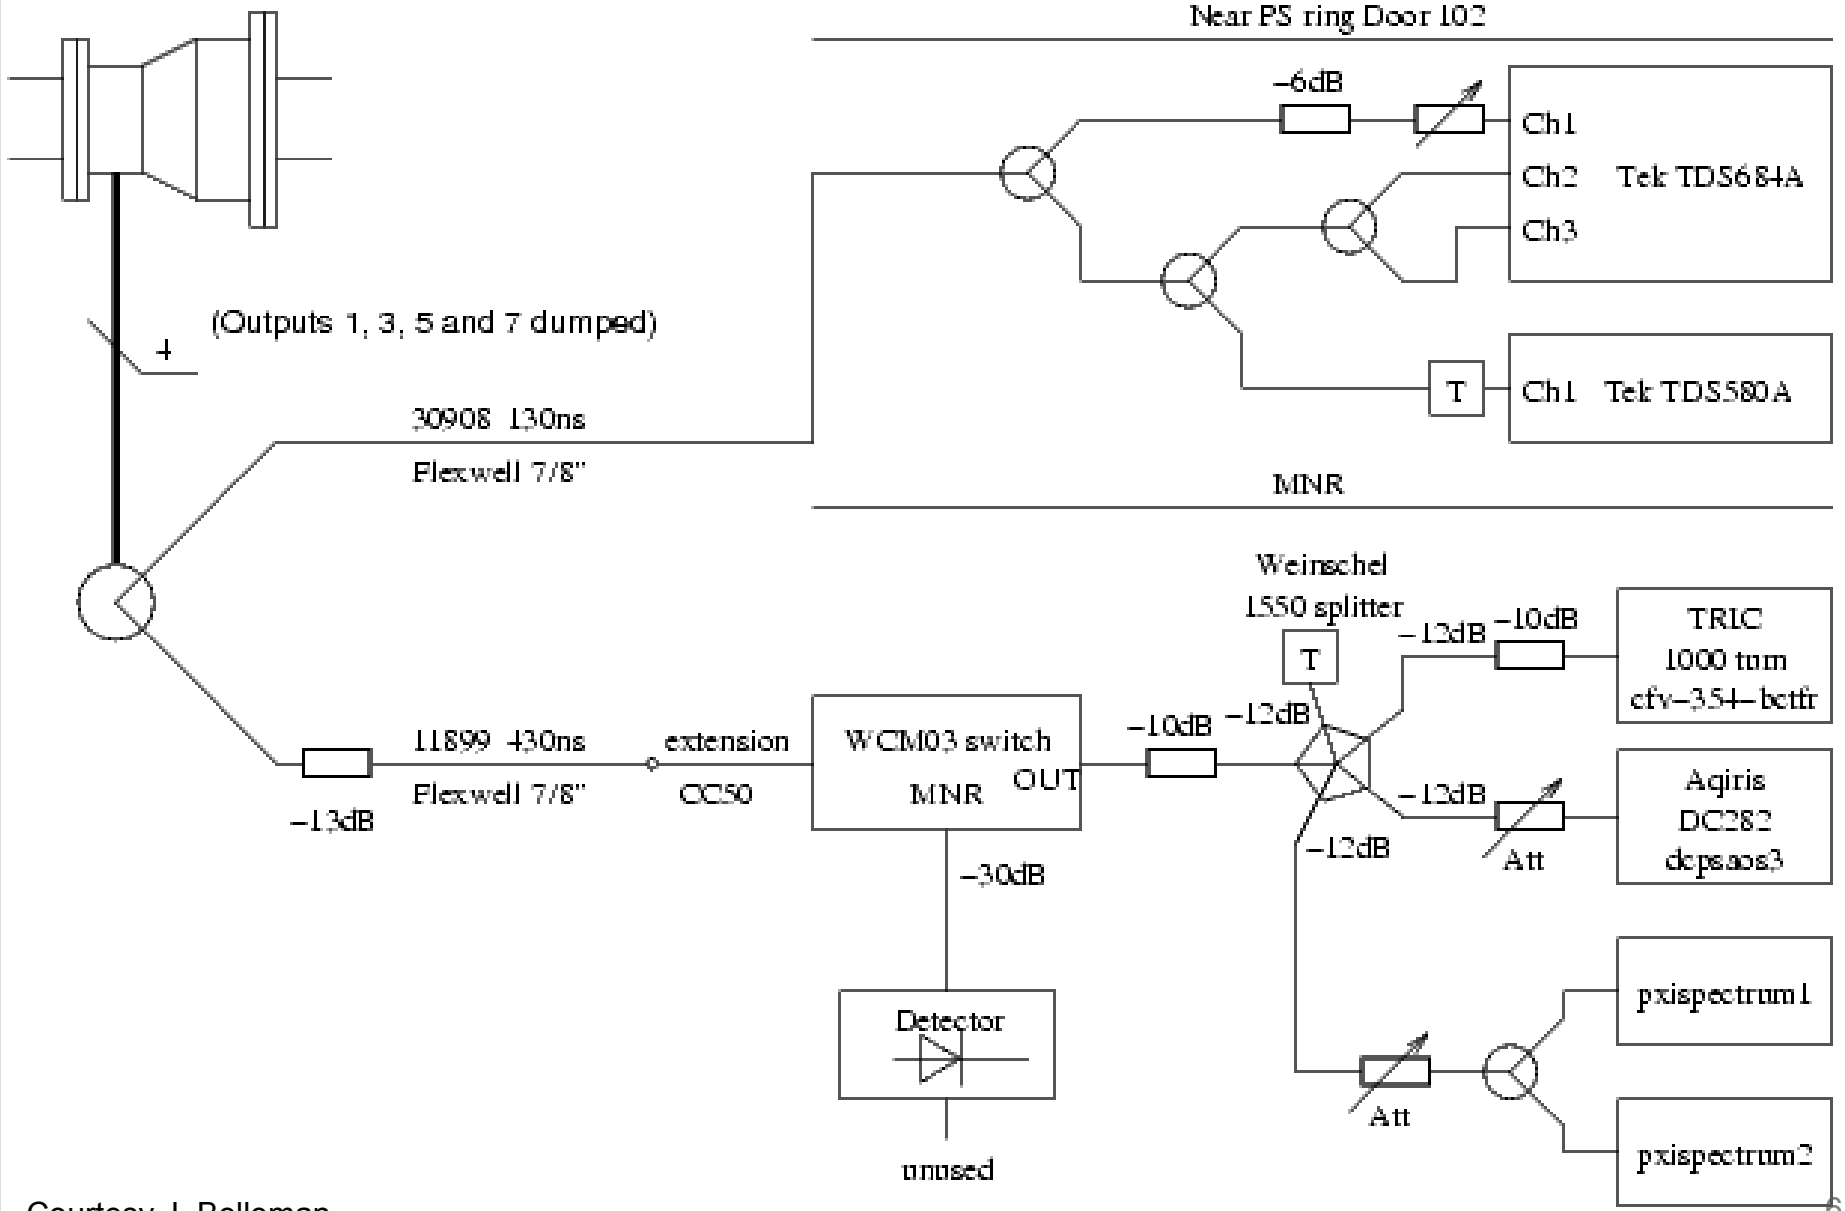 Near PS ring Door 102
–6dB
Ch1
Ch2 Tek TDS684A
Ch3
(Outputs 1, 3, 5 and 7 dumped)
4
T
Ch1 Tek TDS580A
30908 130ns
Flexwell 7/8"
MNR
Weinschel
1550 splitter
T
–12dB
–10dB
TRIC
1000 turn
cfv–354–bctfr
–12dB
–10dB
11899 430ns
Flexwell 7/8"
–13dB
extension
CC50
WCM03 switch
MNR
OUT
–12dB
Att
Aqiris
DC282
dcpsaos3
–12dB
–30dB
Detector
unused
Att
pxispectrum1
pxispectrum2